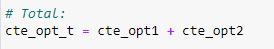 # Total:
cte_opt_t = cte_opt1 + cte_opt2